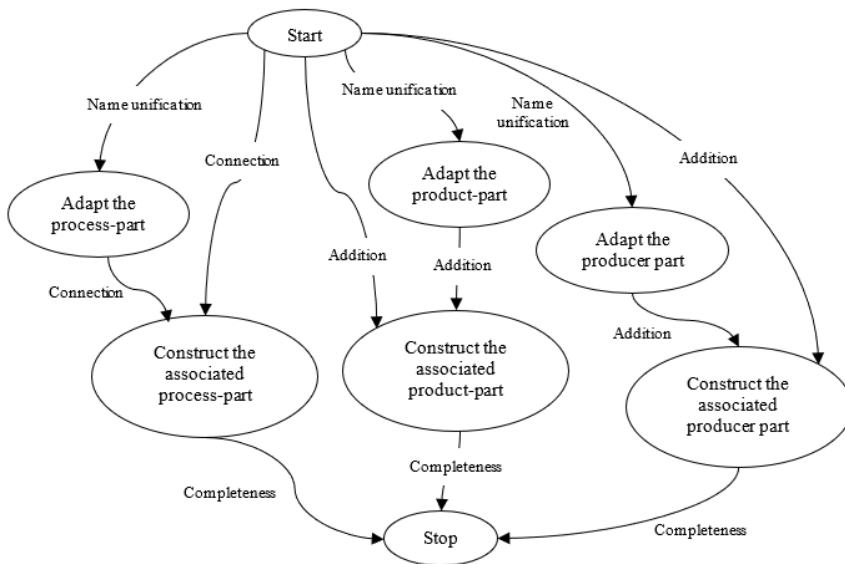 Start
Name unification
Name unification
Name
unification
Connection
Addition
Adapt the
process-part
Adapt the
product-part
Adapt the
producer part
Addition
Addition
Connection
Addition
Construct the
associated
process-part
Construct the
associated
product-part
Construct the
associated
producer part
Completeness
Completeness
Completeness
Stop